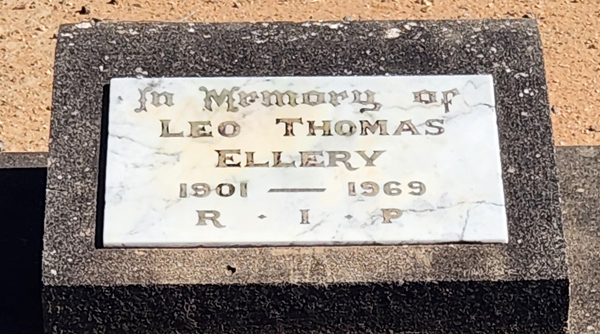 In Memory of
LEO THOMAS
ELLERY
1901 — 1969
R · I · P